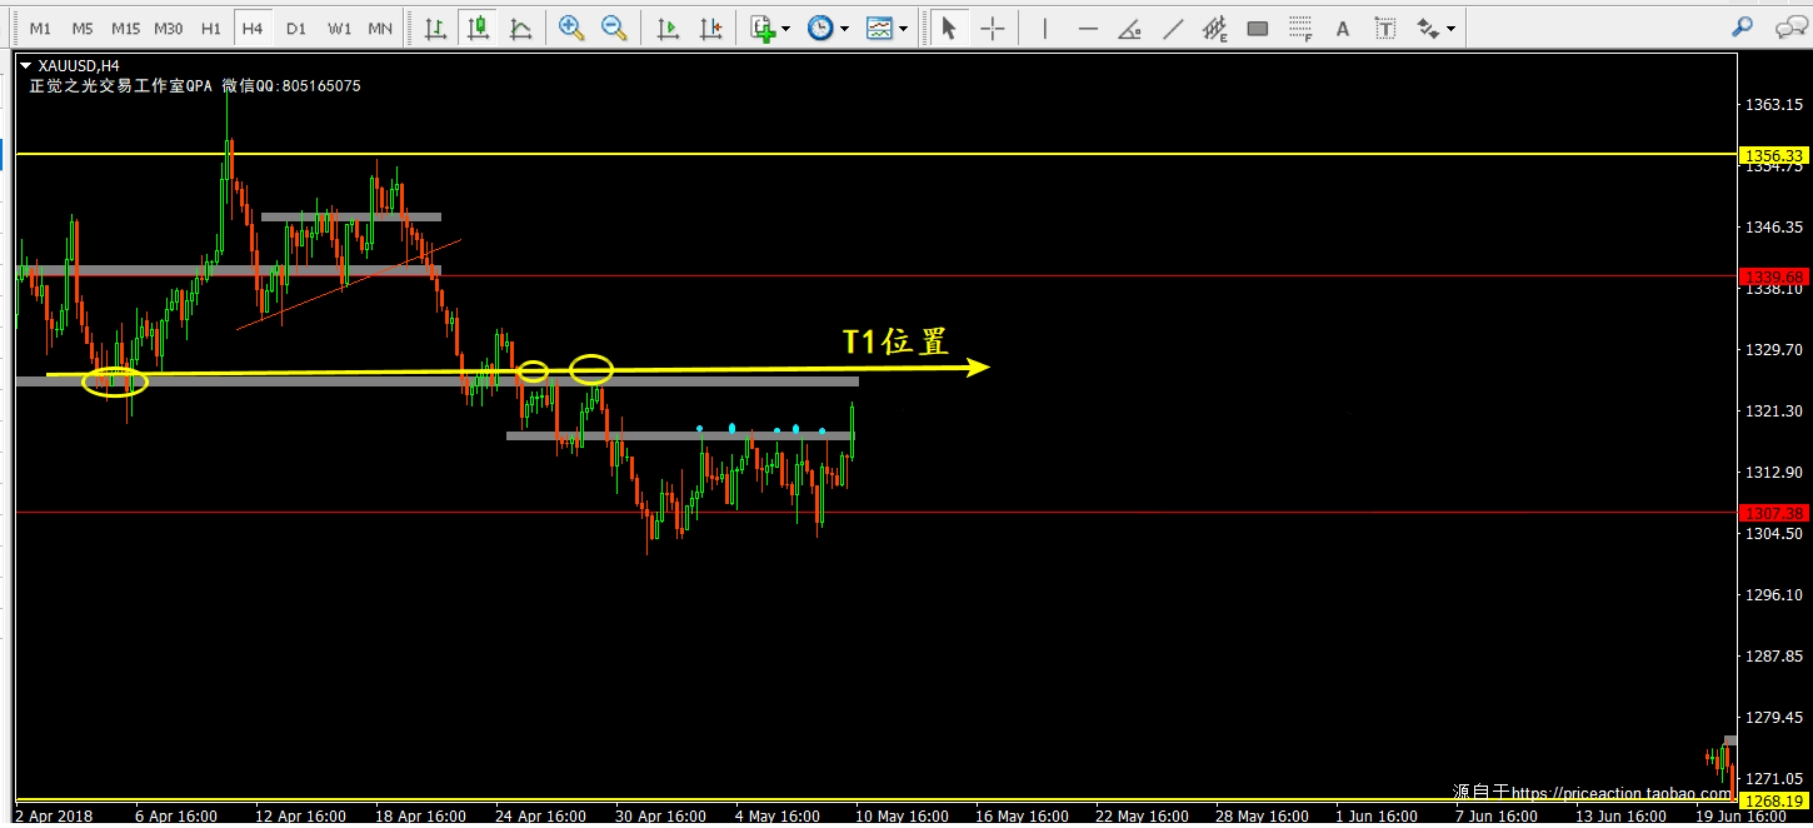 M1 M5 M15 M30 H1 H4 D1 W1 MN E F A T
XAUUSD,H4
正觉之光交易工作室QPA 微信QQ:805165075
1363.15
1356.33
1354.75
1346.35
1339.68
1338.10
T1位置
1329.70
1321.30
1312.90
1307.38
1304.50
1296.10
1287.85
1279.45
1271.05
源自于https://priceaction.taobao.com
1268.19
2 Apr 2018 6 Apr 16:00 12 Apr 16:00 18 Apr 16:00 24 Apr 16:00 30 Apr 16:00 4 May 16:00 10 May 16:00 16 May 16:00 22 May 16:00 28 May 16:00 1 Jun 16:00 7 Jun 16:00 13 Jun 16:00 19 Jun 16:00